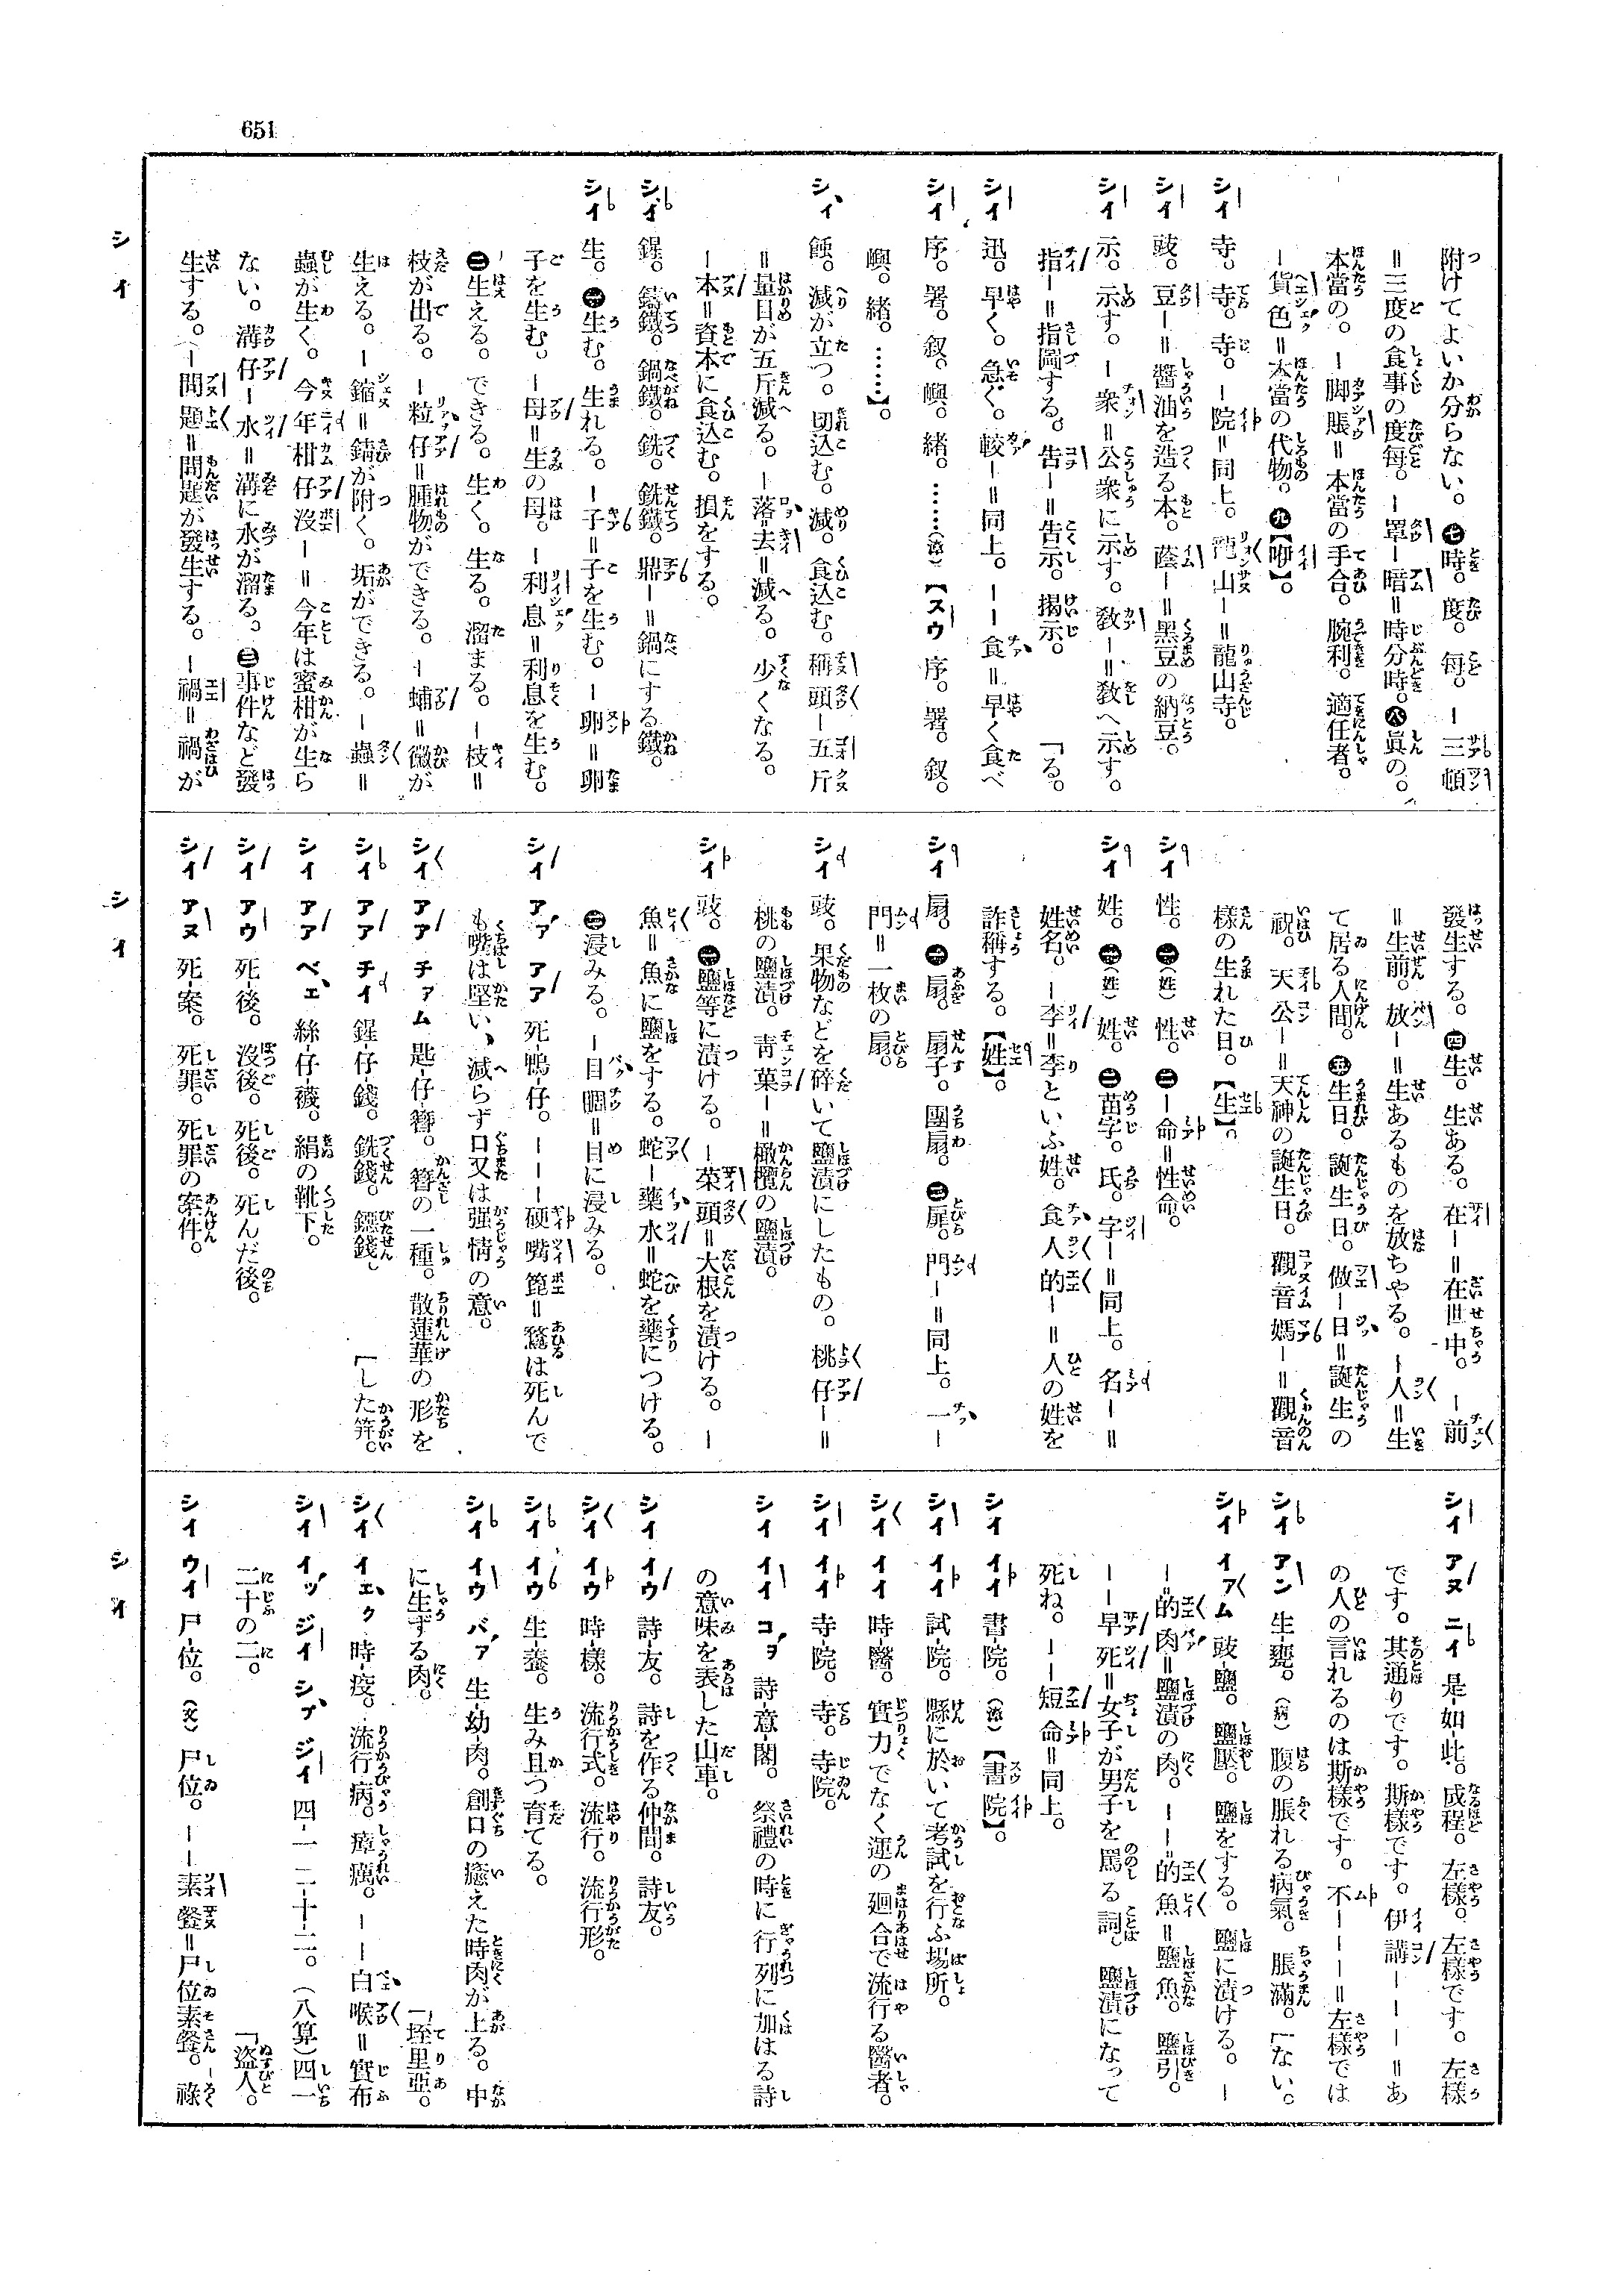 651
附けてよいか分らない。㊆時。度。每。ー三頓
＝三度の食事の度每。ー罩ー暗＝時分時。㊇眞の。
本當の。ー脚賬＝本當の手合。腕利。適任者。
ー貨色＝本當の代物。㊈【咿】。
シイ 寺。寺。寺。ー院＝同上。龍山ー＝龍山寺。
シイ 豉。豆ー＝醬油を造る本。蔭ー＝黑豆の納豆。
シイ 示。示す。ー衆＝公衆に示す。敎ー＝敎へ示す。
指ー＝指圖する。告ー＝告示。揭示。
シイ 迅。早く。急ぐ。較ー＝同上。ーー食＝早く食べ「る。
シイ 序。署。叙。嶼。緖。……(漳)【スウ 序。署。叙。
嶼。緖。……】。
シイ 蝕。減が立つ。切込む。減。食込む。稱頭ー五斤
＝量目が五斤減る。ー落去＝減る。少くなる。
ー本＝資本に食込む。損をする。
シイ 鉎。鑄鐵。鍋鐵。銑。銑鐵。鼎ー＝鍋にする鐵。
シイ 生。㊀生む。生れる。ー子＝子を生む。ー卵＝卵
子を生む。ー母＝生の母。ー利息＝利息を生む。
㊁生える。できる。生く。生る。溜まる。ー枝＝
枝が出る。ー粒仔＝腫物ができる。ー蒱＝黴が
生える。ー鏥＝錆が附く。垢ができる。ー蟲＝
蟲が生く。今年柑仔沒ー＝今年は蜜柑が生ら
ない。溝仔ー水＝溝に水が溜る。㊂事件など發
生する。ー問題＝問題が發生する。ー禍＝禍が
發生する。㊃生。生ある。在ー＝在世中。ー前
＝生前。放ー＝生あるものを放ちやる。ー人＝生
て居る人間。㊄生日。誕生日。做ー日＝誕生の
祝。天公ー＝天神の誕生日。觀音媽ー＝觀音
樣の生れた日。【生】。
シイ 性。㊀(姓)性。㊁ー命＝性命。
シイ 姓。㊀(姓)姓。㊁苗字。氏。字ー＝同上。名ー＝
姓名。ー李＝李といふ姓。食人的ー＝人の姓を
詐稱する。【姓】。
シイ 扇。㊀扇。扇子。團扇。㊁扉。門ー＝同上。一ー
門＝一枚の扇。
シイ 豉。果物などを碎いて鹽漬にしたもの。桃仔ー＝
桃の鹽漬。靑菓ー＝橄欖の鹽漬。
シイ 豉。㊀鹽等に漬ける。ー菜頭＝大根を漬ける。ー
魚＝魚に鹽をする。蛇ー藥水＝蛇を藥につける。
㊁浸みる。ー目睭＝目に浸みる。
シイ アァ アア 死-鴨-仔。ーーー硬嘴箆＝鶩は死んで
も嘴は堅い、減らず口又は强情の意。
シイ アア チァム 匙-仔-簪。簪の一種。散蓮華の形を「した笄。
シイ アア チイ 鉎-仔-錢。銑錢。鐚錢。
シイ アア ベェ 絲-仔-襪。絹の靴下。
シイ アウ 死-後。沒後。死後。死んだ後。
シイ アヌ 死-案。死罪。死罪の案件。
シイ アヌ ニイ 是-如-此。成程。左樣。左樣です。左樣
です。其通りです。斯樣です。伊講ーーー＝あ
の人の言れるのは斯樣です。不ーーー＝左樣では「ない。
シイ アン 生-甕。(病)腹の脹れる病氣。脹滿。
シイ イァム 豉-鹽。鹽壓。鹽をする。鹽に漬ける。ー
ー的肉＝鹽漬の肉。ーー的魚＝鹽魚。鹽引。
ーー早死＝女子が男子を罵る詞。鹽漬になって
死ね。ーー短命＝同上。
シイ イイ 書-院。(漳)【書院】。
シイ イイ 試-院。縣に於いて考試を行ふ場所。
シイ イイ 時-醫。實力でなく運の廻合で流行る醫者。
シイ イイ 寺-院。寺。寺院。
シイ イイ コヲ 詩-意-閣。祭禮の時に行列に加はる詩
の意味を表した山車。
シイ イウ 詩-友。詩を作る仲間。詩友。
シイ イウ 時-樣。流行式。流行。流行形。
シイ イウ 生-養。生み且つ育てる。
シイ イウ バァ 生-幼-肉。創口の癒えた時肉が上る。中
に生ずる肉。
シイ イェク 時-疫。流行病。瘴癘。ーー白喉＝實布「垤里亞。
シイ イッ ジイ シプ ジイ 四-一-二-十-二。(八算)四一
二十の二。
シイ ウイ 尸-位。(文)尸位。ーー素餐＝尸位素餐。祿「盜人。
シイ
シイ
シイ